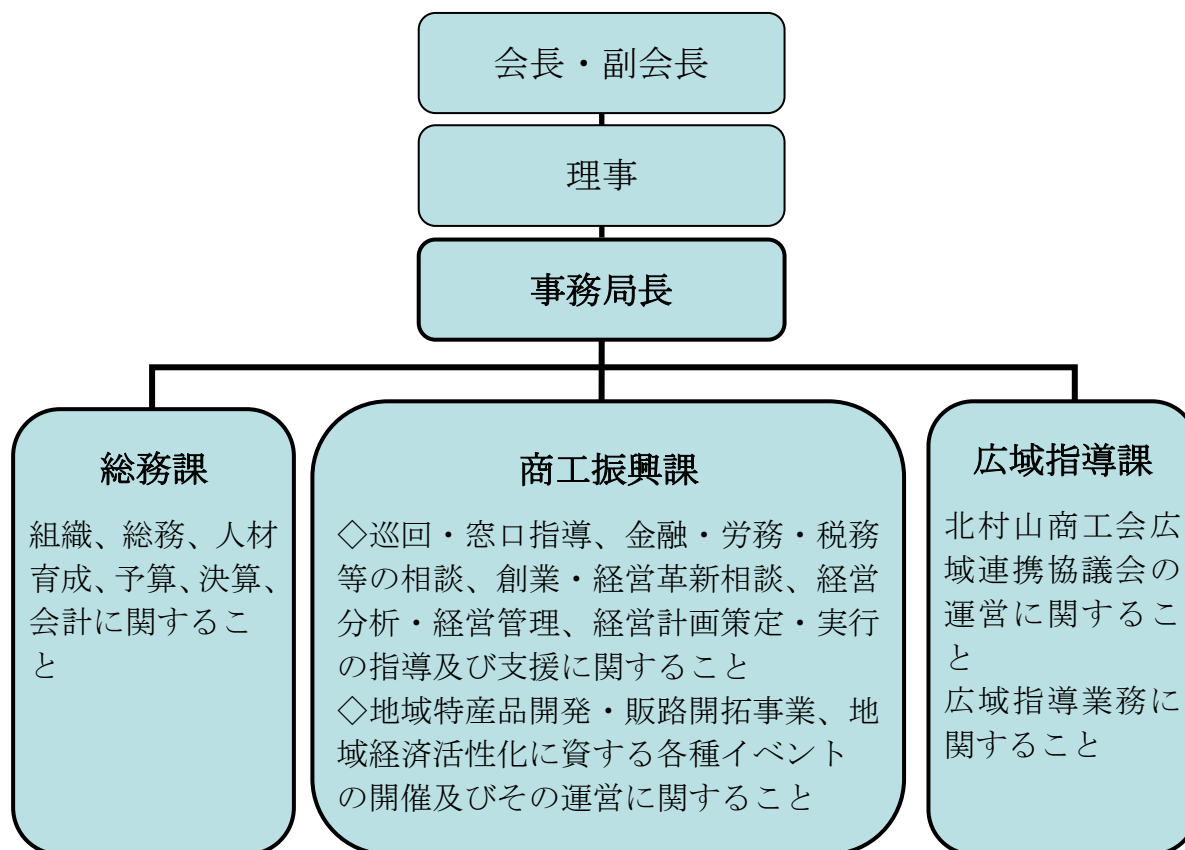 会長・副会長
理事
事務局長
総務課
組織、総務、人材
育成、予算、決算、
会計に関するこ
と
商工振興課
◇巡回・窓口指導、金融・労務・税務
等の相談、創業・経営革新相談、経営
分析・経営管理、経営計画策定・実行
の指導及び支援に関すること
◇地域特産品開発・販路開拓事業、地
域経済活性化に資する各種イベント
の開催及びその運営に関すること
広域指導課
北村山商工会広
域連携協議会の
運営に関するこ
と
広域指導業務に
関すること